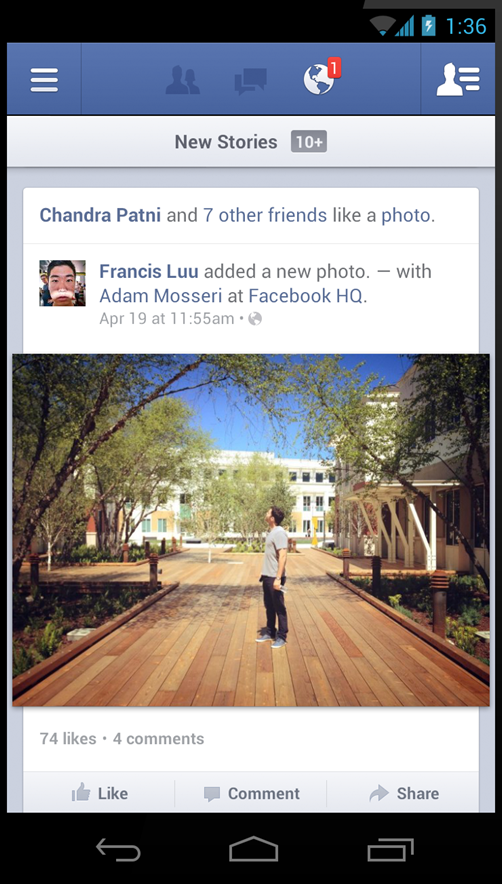 1:36
1
New Stories 10+
Chandra Patni and 7 other friends like a photo.
Francis Luu added a new photo. — with
Adam Mosseri at Facebook HQ.
Apr 19 at 11:55am •
74 likes • 4 comments
Like Comment Share